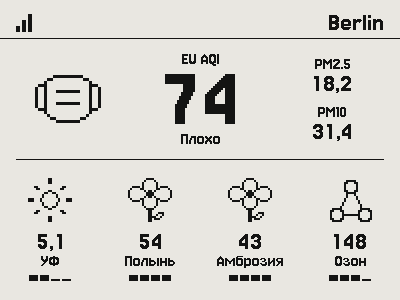 Berlin
EU AQI
74
Плохо
PM2.5
18,2
PM10
31,4
5,1
УФ
54
Полынь
43
Амброзия
148
Озон